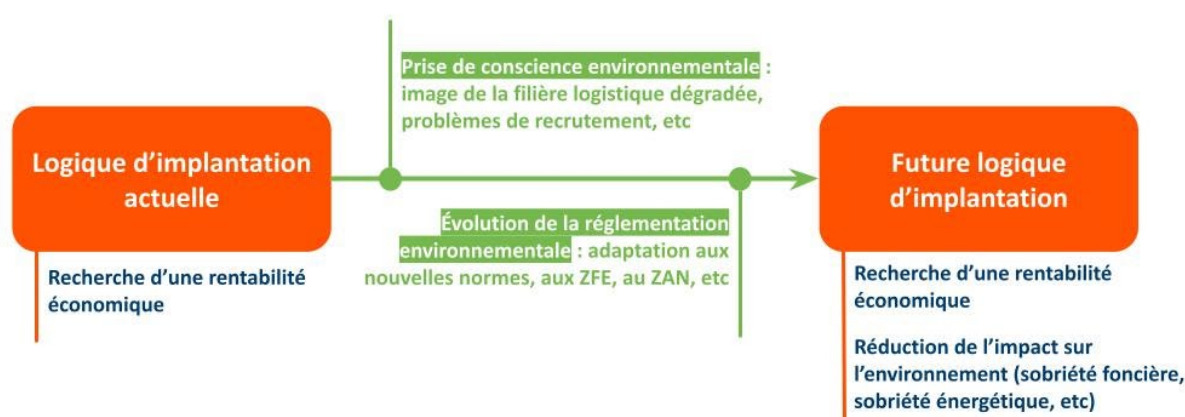 Logique d’implantation
actuelle
Recherche d’une rentabilité
économique
Prise de conscience environnementale :
image de la filière logistique dégradée,
problèmes de recrutement, etc
Évolution de la réglementation
environnementale : adaptation aux
nouvelles normes, aux ZFE, au ZAN, etc
Future logique
d’implantation
Recherche d’une rentabilité
économique
Réduction de l’impact sur
l’environnement (sobriété foncière,
sobriété énergétique, etc)